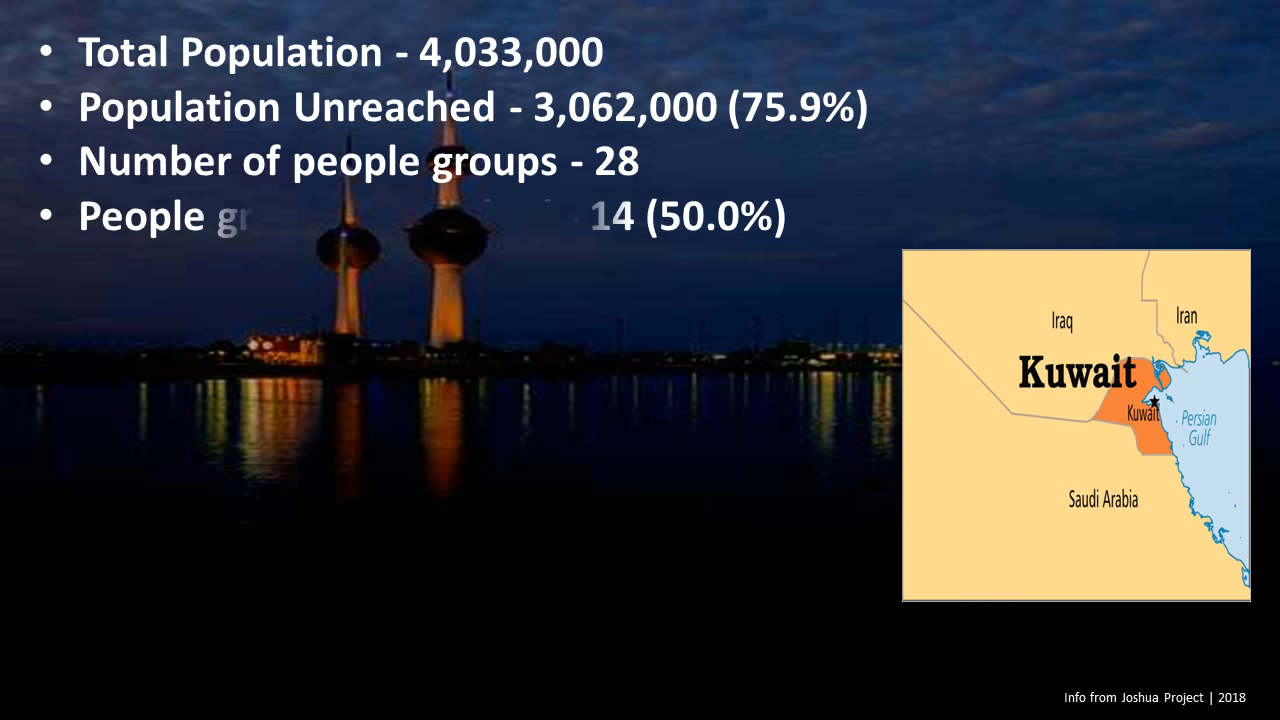 • Total Population - 4,033,000
• Population Unreached - 3,062,000 (75.9%)
• Number of people groups - 28
• People 14 (50.0%)
Iraq
Iran
Kuwait
Kuwait
Persian
Gulf
Saudi Arabia
Info from Joshua Project | 2018